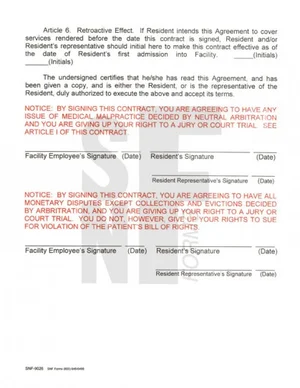 Article 6. Retroactive Effect. If Resident intends this Agreement to cover
services rendered before the date this contract is signed, Resident and/or
Resident's representative should initial here to make this contract effective as of
the date of Resident's first admission into Facility. ______(Initials)
______(Initials)
The undersigned certifies that he/she has read this Agreement, and has
been given a copy, and is either the Resident, or is the representative of the
Resident, duly authorized to execute the above and accept its terms.
NOTICE: BY SIGNING THIS CONTRACT, YOU ARE AGREEING TO HAVE ANY
ISSUE OF MEDICAL MALPRACTICE DECIDED BY NEUTRAL ARBITRATION
AND YOU ARE GIVING UP YOUR RIGHT TO A JURY OR COURT TRIAL. SEE
ARTICLE I OF THIS CONTRACT.
Facility Employee's Signature (Date) Resident's Signature (Date)
Resident Representative's Signature (Date)
NOTICE: BY SIGNING THIS CONTRACT, YOU ARE AGREEING TO HAVE ALL
MONETARY DISPUTES EXCEPT COLLECTIONS AND EVICTIONS DECIDED
BY ARBRITRATION, AND YOU ARE GIVING UP YOUR RIGHT TO A JURY OR
COURT TRIAL. YOU DO NOT, HOWEVER, GIVE UP YOUR RIGHTS TO SUE
FOR VIOLATION OF THE PATIENT'S BILL OF RIGHTS.
Facility Employee's Signature (Date) Resident's Signature (Date)
Resident Representative's Signature (Date)
SNF